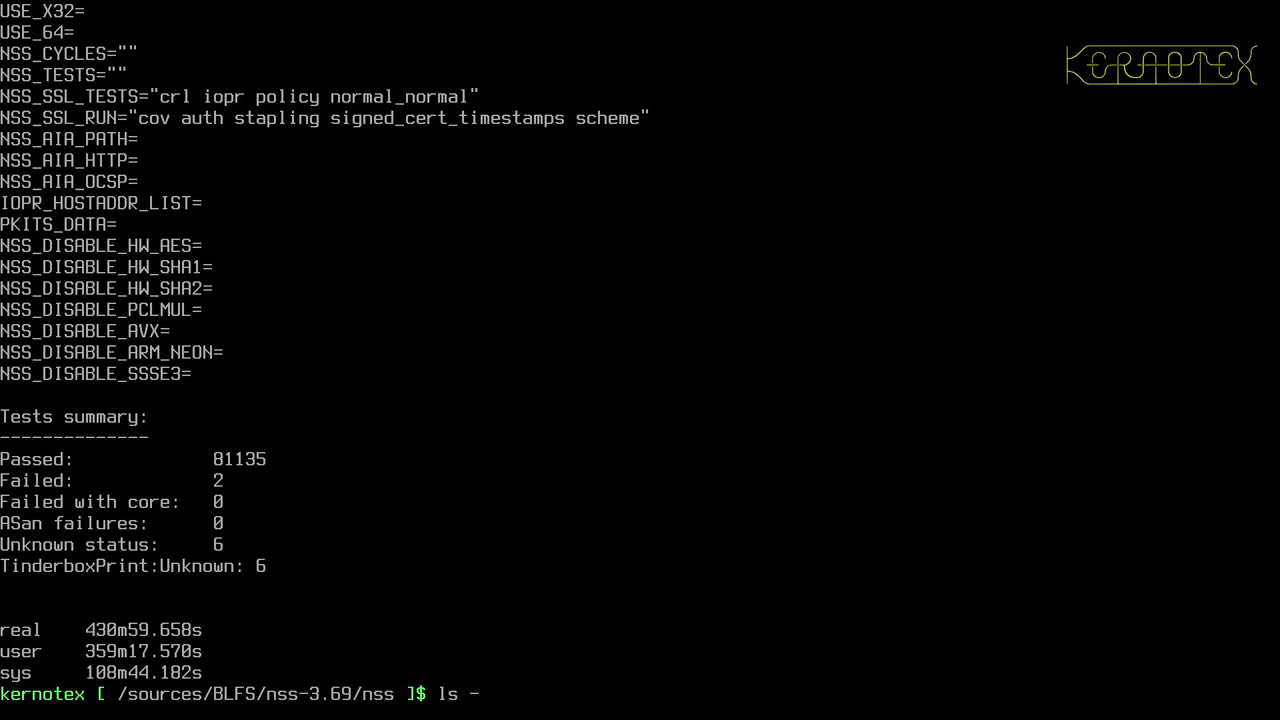 USE_X32=
USE_64=
NSS_CYCLES=""
NSS_TESTS=""
NSS_SSL_TESTS="crl iopr policy normal_normal"
NSS_SSL_RUN="cov auth stapling signed_cert_timestamps scheme"
NSS_AIA_PATH=
NSS_AIA_HTTP=
NSS_AIA_OCSP=
IOPR_HOSTADDR_LIST=
PKITS_DATA=
NSS_DISABLE_HW_AES=
NSS_DISABLE_HW_SHA1=
NSS_DISABLE_HW_SHA2=
NSS_DISABLE_PCLMUL=
NSS_DISABLE_AVX=
NSS_DISABLE_ARM_NEON=
NSS_DISABLE_SSSE3=
Tests summary:
--------------
Passed: 81135
Failed: 2
Failed with core: 0
ASan failures: 0
Unknown status: 6
TinderboxPrint:Unknown: 6
real 430m59.658s
user 359m17.570s
sys 108m44.182s
kernotex [ /sources/BLFS/nss-3.69/nss ]$ ls -
KERNOTEX